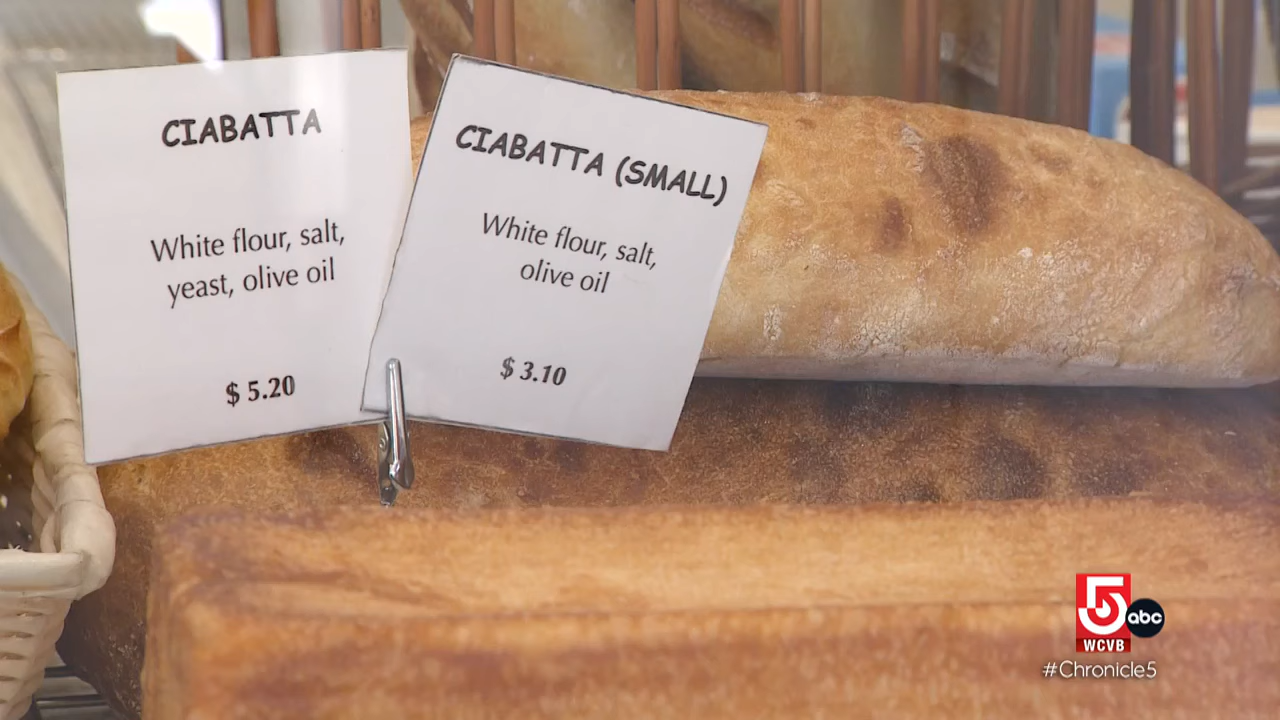 CIABATTA
White flour, salt,
yeast, olive oil
$ 5.20
CIABATTA (SMALL)
White flour, salt,
olive oil
$ 3.10
5
abc
WCVB
#Chronicle5